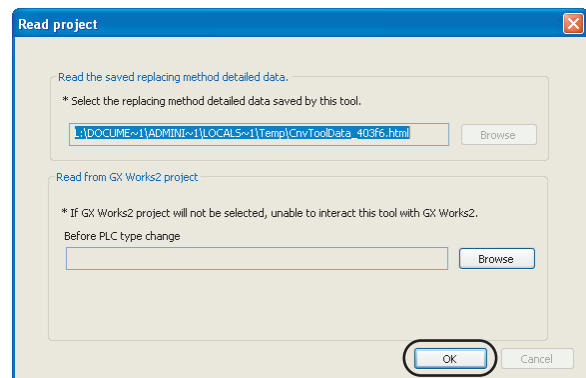 Read project
Read the saved replacing method detailed data.
* Select the replacing method detailed data saved by this tool.
L:\DOCUME~1\ADMINI~1\LOCALS~1\Temp\CnvToolData_403f6.html
Browse
Read from GX Works2 project
* If GX Works2 project will not be selected, unable to interact this tool with GX Works2.
Before PLC type change
Browse
OK
Cancel